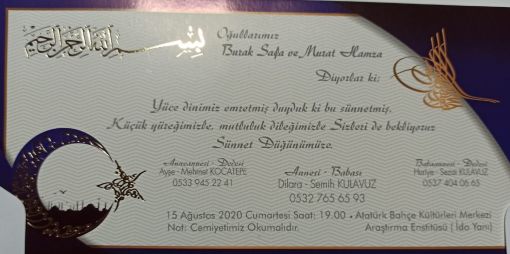 بسم الله الرحمن الرحيم
Oğullarımız
Burak Safa ve Murat Hamza
Diyorlar ki:
Yüce dinimiz emretmiş duyduk ki bu sünnetmiş.
Küçük yüreğimizle, mutluluk dileğimizle Sizleri de bekliyoruz
Sünnet Düğünümüze.
Anneannesi - Dedesi
Ayşe - Mehmet KOCATEPE
0533 945 22 41
Annesi - Babası
Dilara - Semih KULAVUZ
0532 765 65 93
Babaannesi - Dedesi
Huriye - Sezai KULAVUZ
0537 404 06 65
15 Ağustos 2020 Cumartesi Saat: 19.00 • Atatürk Bahçe Kültürleri Merkezi
Not: Cemiyetimiz Okumalıdır.
Araştırma Enstitüsü ( İdo Yanı)